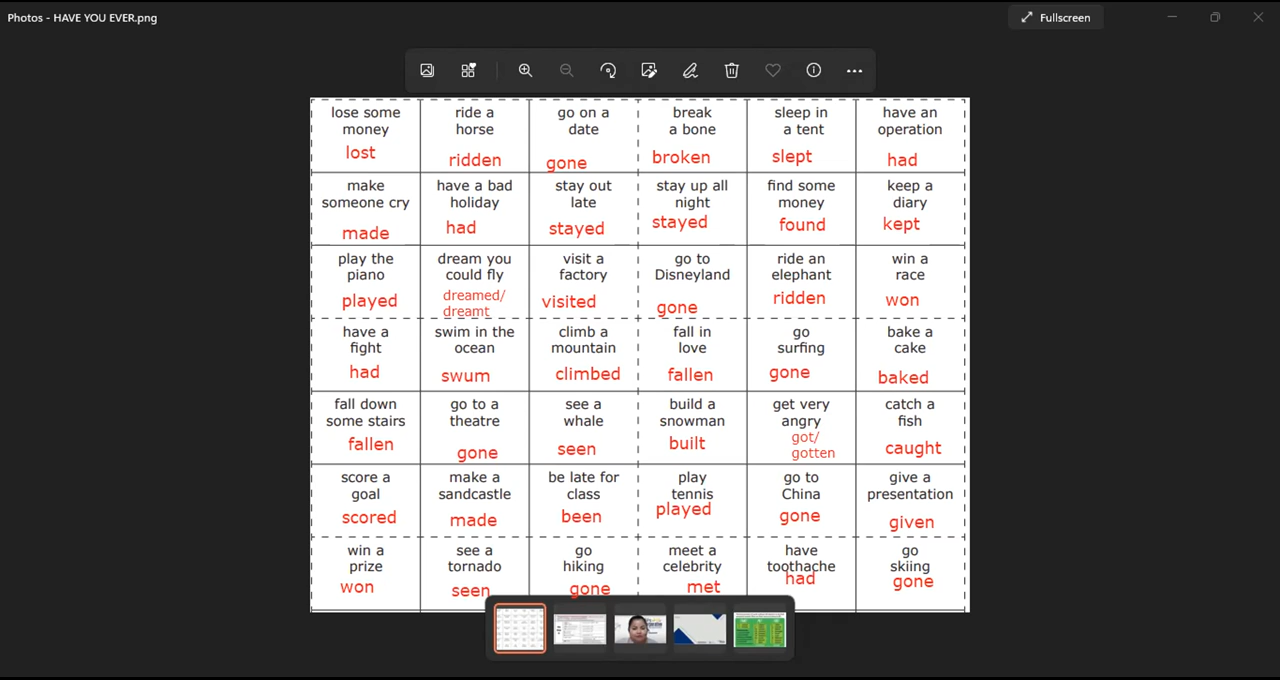 Photos - HAVE YOU EVER.png
Fullscreen
lose some
money
lost
ride a
horse
ridden
go on a
date
gone
break
a bone
broken
sleep in
a tent
slept
have an
operation
had
make
someone cry
made
have a bad
holiday
had
stay out
late
stayed
stay up all
night
stayed
find some
money
found
keep a
diary
kept
play the
piano
played
dream you
could fly
dreamed/
dreamt
visit a
factory
visited
go to
Disneyland
gone
ride an
elephant
ridden
win a
race
won
have a
fight
had
swim in the
ocean
swum
climb a
mountain
climbed
fall in
love
fallen
go
surfing
gone
bake a
cake
baked
fall down
some stairs
fallen
go to a
theatre
gone
see a
whale
seen
build a
snowman
built
get very
angry
got/
gotten
catch a
fish
caught
score a
goal
scored
make a
sandcastle
made
be late for
class
been
play
tennis
played
go to
China
gone
give a
presentation
given
win a
prize
won
see a
tornado
seen
go
hiking
gone
meet a
celebrity
met
have
toothache
had
go
skiing
gone